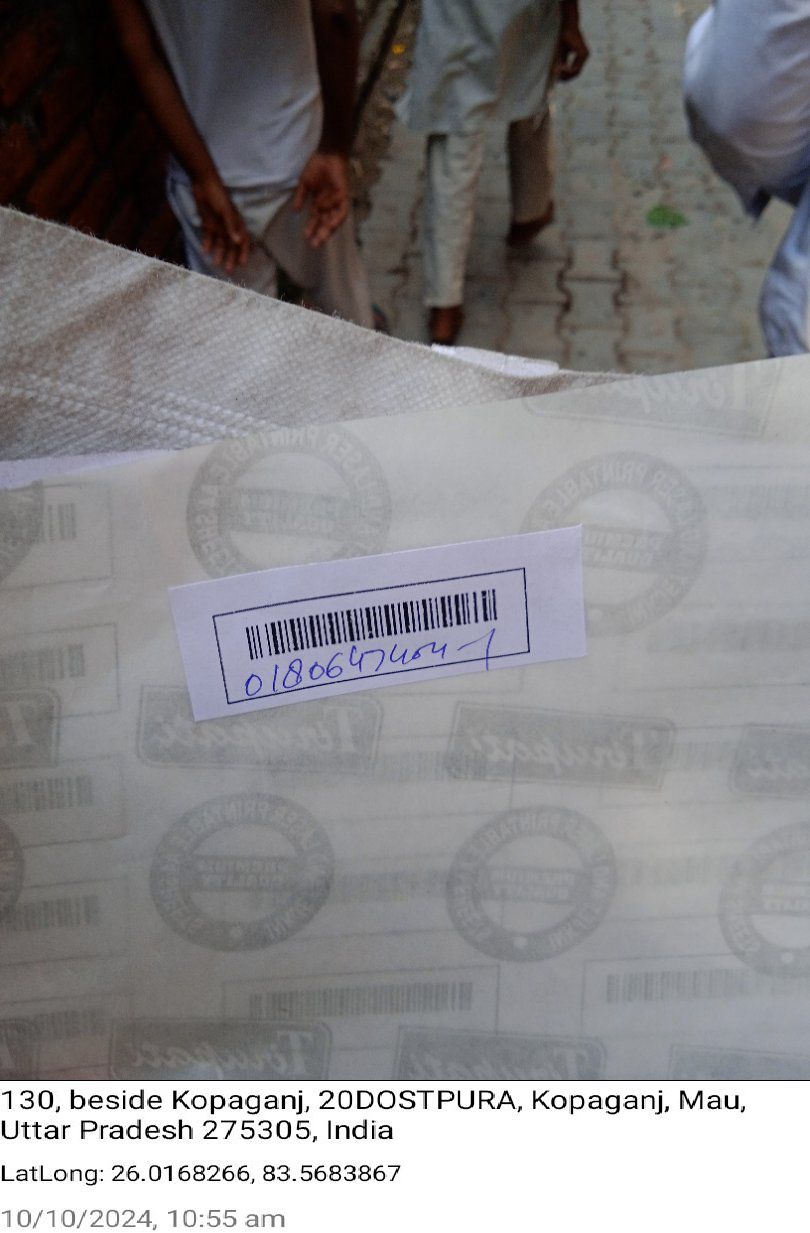 01806474041
130, beside Kopaganj, 20DOSTPURA, Kopaganj, Mau,
Uttar Pradesh 275305, India
LatLong: 26.0168266, 83.5683867
10/10/2024, 10:55 am